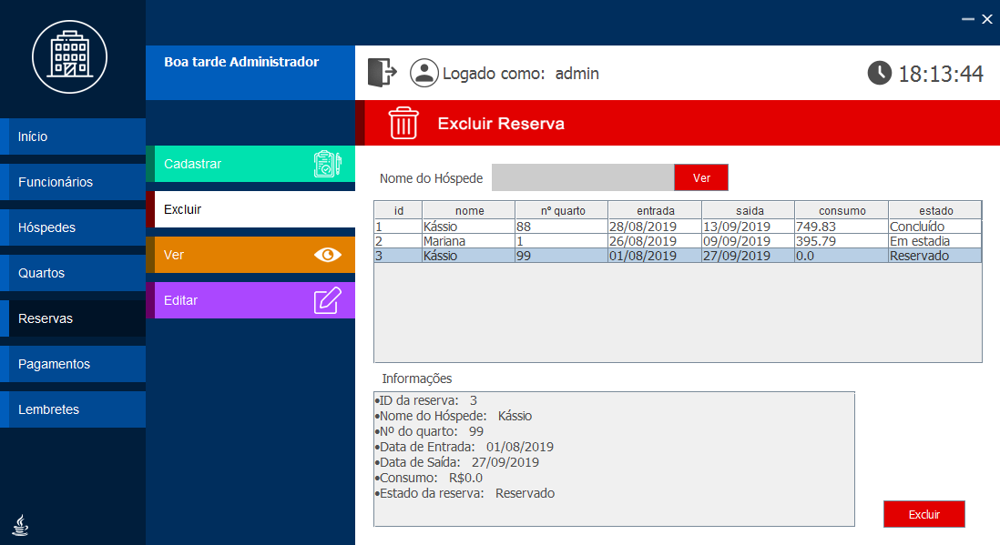 Boa tarde Administrador
Logado como: admin
18:13:44
Início
Funcionários
Hóspedes
Quartos
Reservas
Pagamentos
Lembretes
Cadastrar
Excluir
Ver
Editar
Excluir Reserva
Nome do Hóspede Ver
id nome nº quarto entrada saida consumo estado
1 Kássio 88 28/08/2019 13/09/2019 749.83 Concluído
2 Mariana 1 26/08/2019 09/09/2019 395.79 Em estadia
3 Kássio 99 01/08/2019 27/09/2019 0.0 Reservado
Informações
•ID da reserva: 3
•Nome do Hóspede: Kássio
•Nº do quarto: 99
•Data de Entrada: 01/08/2019
•Data de Saída: 27/09/2019
•Consumo: R$0.0
•Estado da reserva: Reservado
Excluir